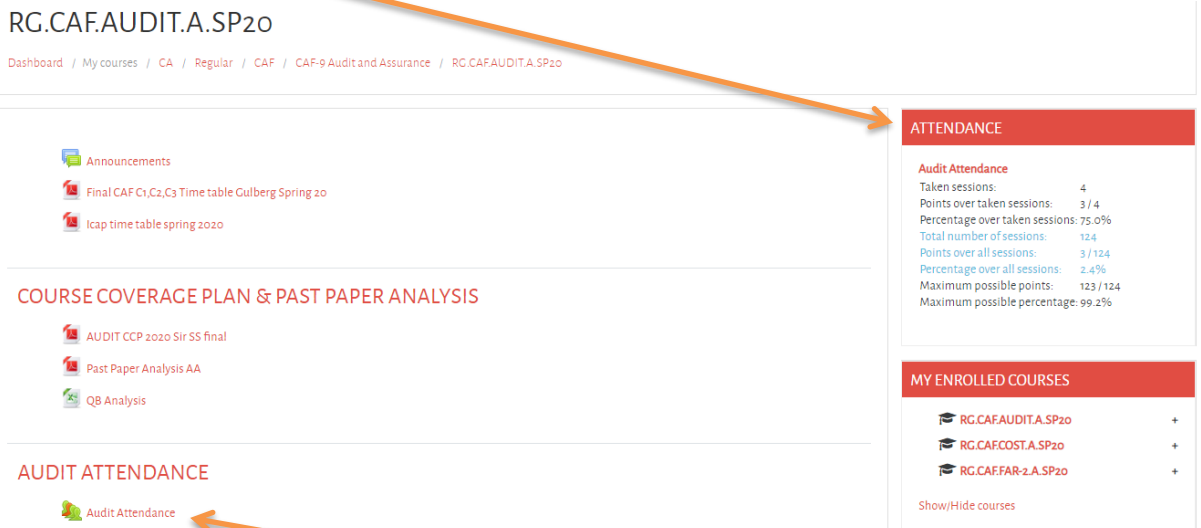 RG.CAF.AUDIT.A.SP20
Dashboard / My courses / CA / Regular / CAF / CAF-9 Audit and Assurance / RG.CAF.AUDIT.A.SP20
Announcements
Final CAF C1,C2,C3 Time table Gulberg Spring 20
Icap time table spring 2020
COURSE COVERAGE PLAN & PAST PAPER ANALYSIS
AUDIT CCP 2020 Sir SS final
Past Paper Analysis AA
QB Analysis
AUDIT ATTENDANCE
Audit Attendance
ATTENDANCE
Audit Attendance
Taken sessions: 4
Points over taken sessions: 3 / 4
Percentage over taken sessions: 75.0%
Total number of sessions: 124
Points over all sessions: 3 / 124
Percentage over all sessions: 2.4%
Maximum possible points: 123 / 124
Maximum possible percentage: 99.2%
MY ENROLLED COURSES
RG.CAF.AUDIT.A.SP20 +
RG.CAF.COST.A.SP20 +
RG.CAF.FAR-2.A.SP20 +
Show/Hide courses